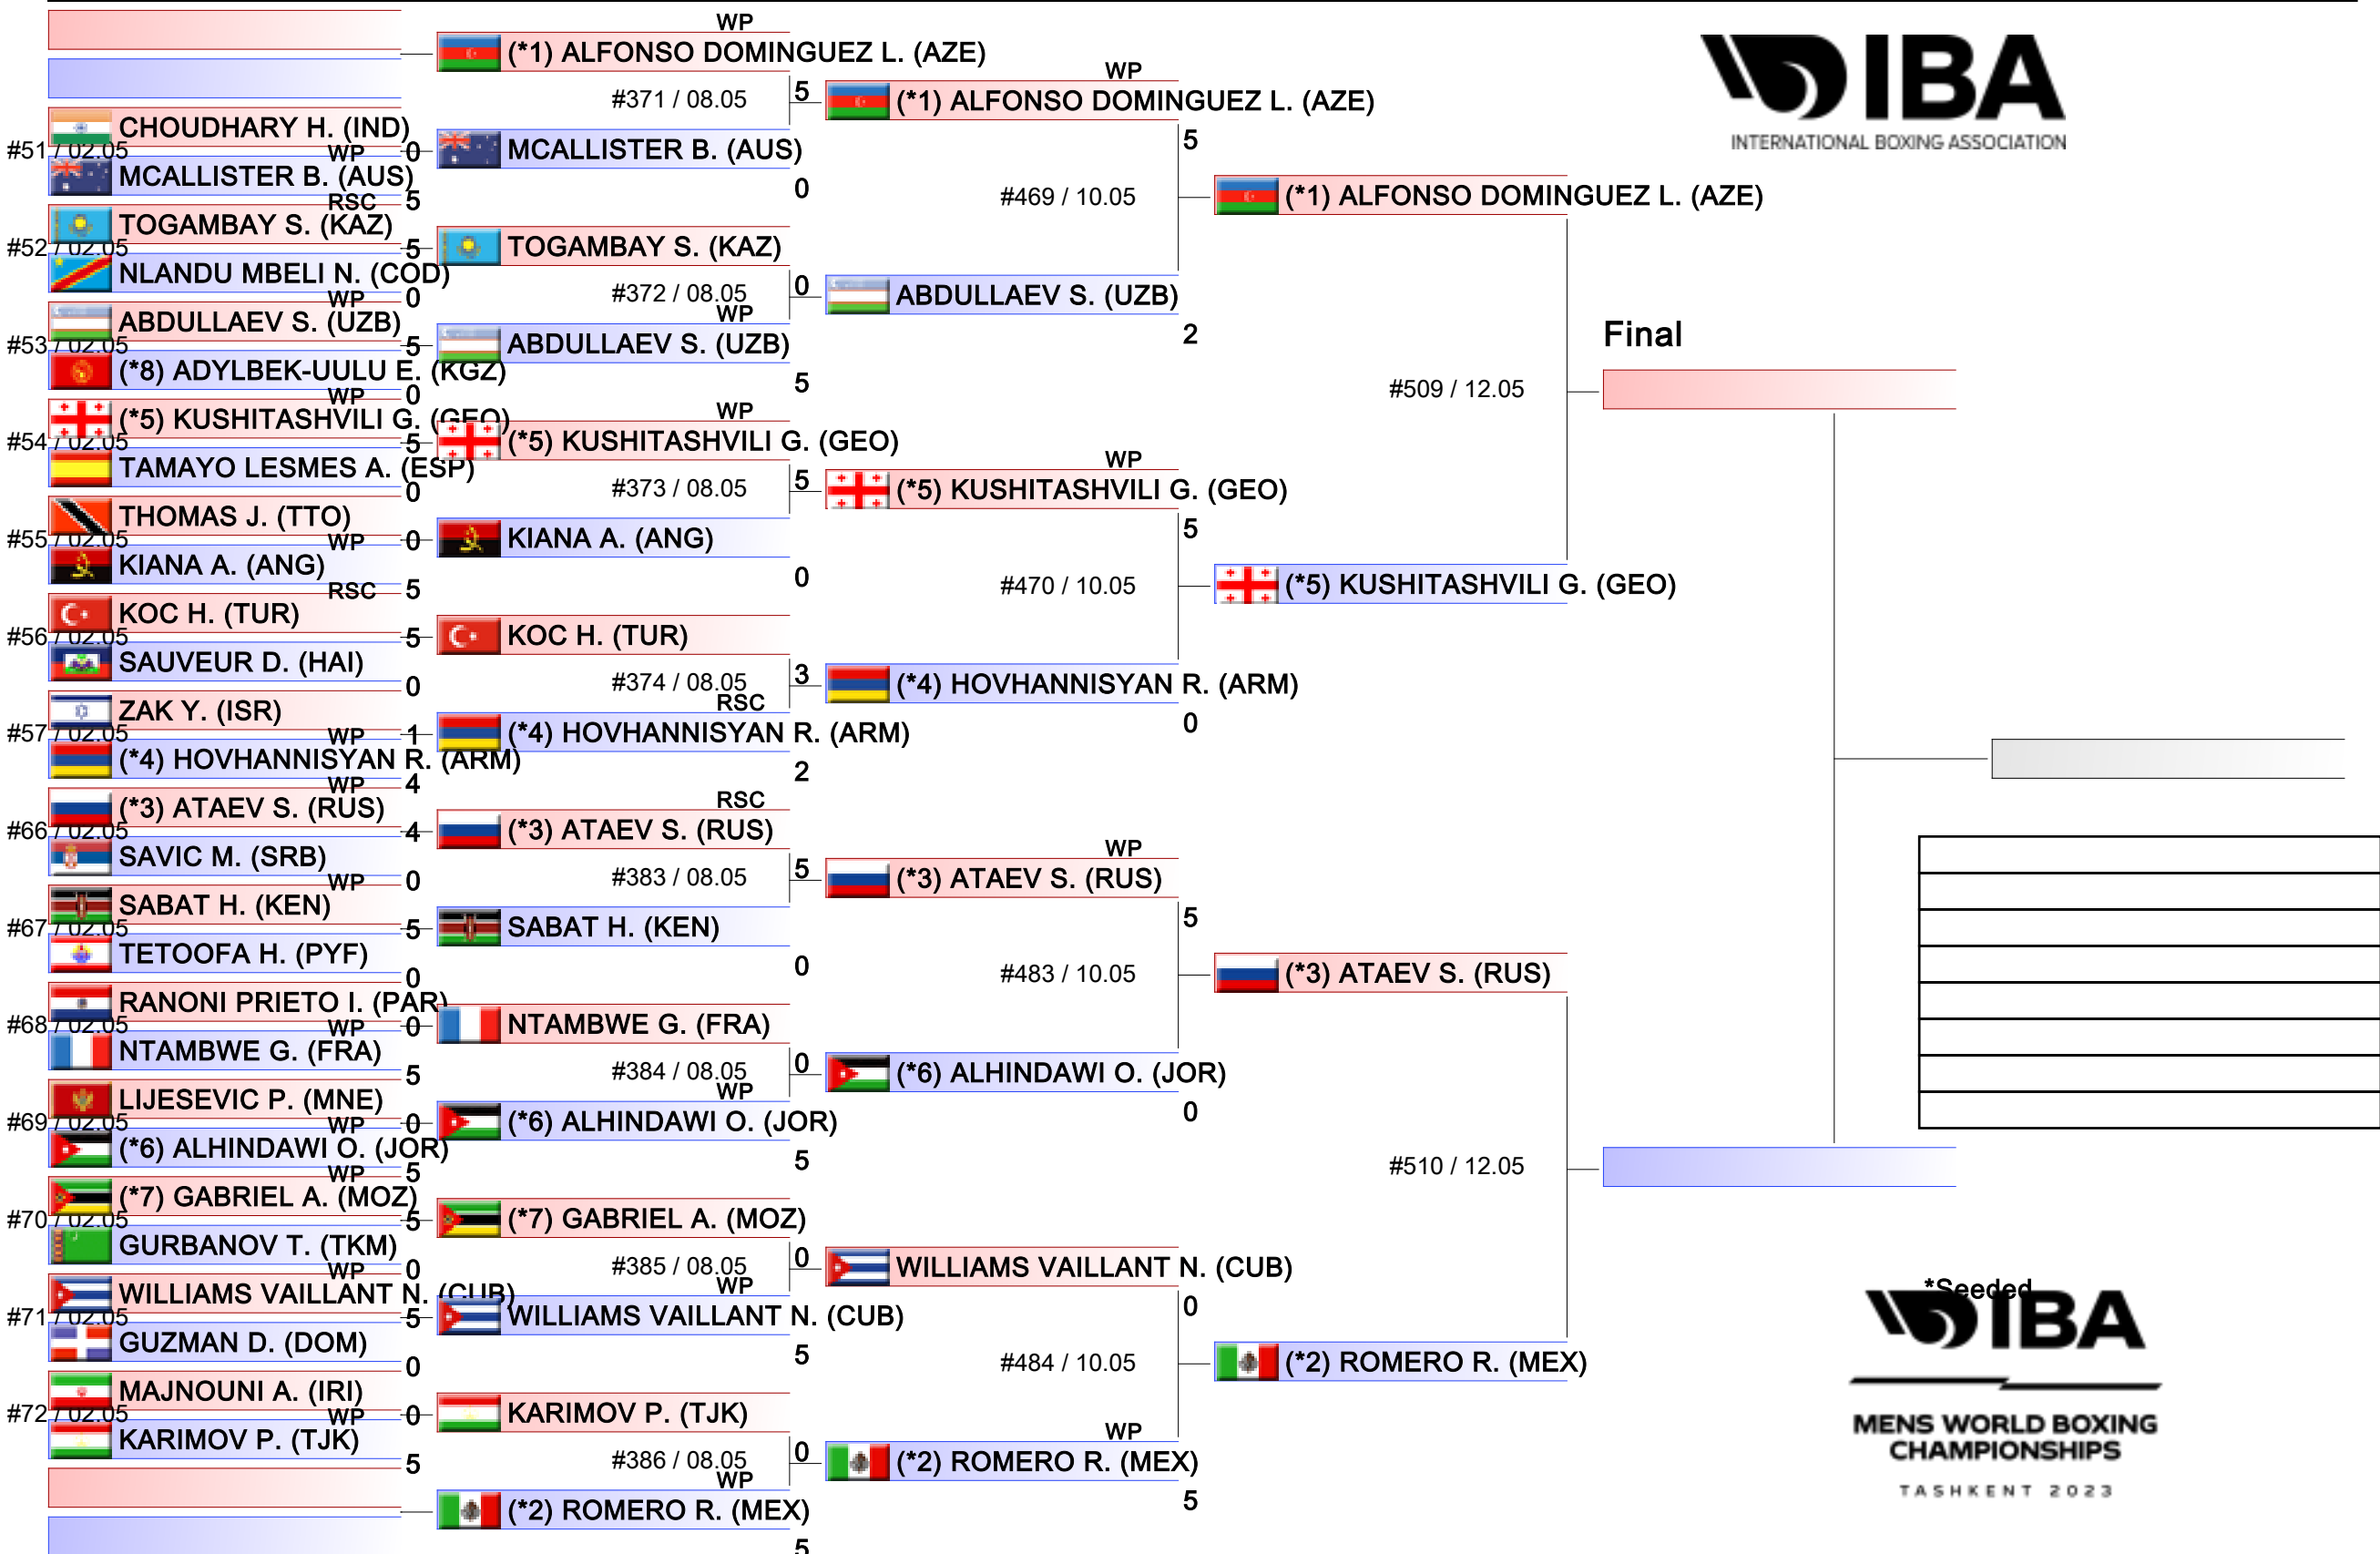 WP
(*1) ALFONSO DOMINGUEZ L. (AZE)
#371 / 08.05
5
WP
(*1) ALFONSO DOMINGUEZ L. (AZE)
IBA
INTERNATIONAL BOXING ASSOCIATION
CHOUDHARY H. (IND)
#51 / 02.05
WP
0
MCALLISTER B. (AUS)
5
MCALLISTER B. (AUS)
0
5
#469 / 10.05
(*1) ALFONSO DOMINGUEZ L. (AZE)
RSC
TOGAMBAY S. (KAZ)
#52 / 02.05
5
NLANDU MBELI N. (COD)
0
TOGAMBAY S. (KAZ)
#372 / 08.05
0
WP
ABDULLAEV S. (UZB)
2
WP
ABDULLAEV S. (UZB)
#53 / 02.05
5
(*8) ADYLBEK-UULU E. (KGZ)
0
ABDULLAEV S. (UZB)
5
Final
#509 / 12.05
WP
(*5) KUSHITASHVILI G. (GEO)
#54 / 02.05
5
TAMAYO LESMES A. (ESP)
0
WP
(*5) KUSHITASHVILI G. (GEO)
#373 / 08.05
5
WP
(*5) KUSHITASHVILI G. (GEO)
5
THOMAS J. (TTO)
#55 / 02.05
WP
0
KIANA A. (ANG)
5
KIANA A. (ANG)
0
#470 / 10.05
(*5) KUSHITASHVILI G. (GEO)
RSC
KOC H. (TUR)
#56 / 02.05
5
SAUVEUR D. (HAI)
0
KOC H. (TUR)
#374 / 08.05
3
RSC
(*4) HOVHANNISYAN R. (ARM)
0
ZAK Y. (ISR)
#57 / 02.05
WP
1
(*4) HOVHANNISYAN R. (ARM)
4
(*4) HOVHANNISYAN R. (ARM)
2
WP
(*3) ATAEV S. (RUS)
#66 / 02.05
4
SAVIC M. (SRB)
0
RSC
(*3) ATAEV S. (RUS)
#383 / 08.05
5
WP
(*3) ATAEV S. (RUS)
5
WP
SABAT H. (KEN)
#67 / 02.05
5
TETOOFA H. (PYF)
0
SABAT H. (KEN)
0
#483 / 10.05
(*3) ATAEV S. (RUS)
RANONI PRIETO I. (PAR)
#68 / 02.05
WP
0
NTAMBWE G. (FRA)
5
NTAMBWE G. (FRA)
#384 / 08.05
0
WP
(*6) ALHINDAWI O. (JOR)
0
LIJESEVIC P. (MNE)
#69 / 02.05
WP
0
(*6) ALHINDAWI O. (JOR)
5
(*6) ALHINDAWI O. (JOR)
5
#510 / 12.05
WP
(*7) GABRIEL A. (MOZ)
#70 / 02.05
5
GURBANOV T. (TKM)
0
(*7) GABRIEL A. (MOZ)
#385 / 08.05
0
WP
WILLIAMS VAILLANT N. (CUB)
0
WP
WILLIAMS VAILLANT N. (CUB)
#71 / 02.05
5
GUZMAN D. (DOM)
0
WILLIAMS VAILLANT N. (CUB)
5
#484 / 10.05
(*2) ROMERO R. (MEX)
MAJNOUNI A. (IRI)
#72 / 02.05
WP
0
KARIMOV P. (TJK)
5
KARIMOV P. (TJK)
#386 / 08.05
0
WP
WP
(*2) ROMERO R. (MEX)
5
(*2) ROMERO R. (MEX)
5
*Seeded
IBA
MENS WORLD BOXING
CHAMPIONSHIPS
TASHKENT 2023